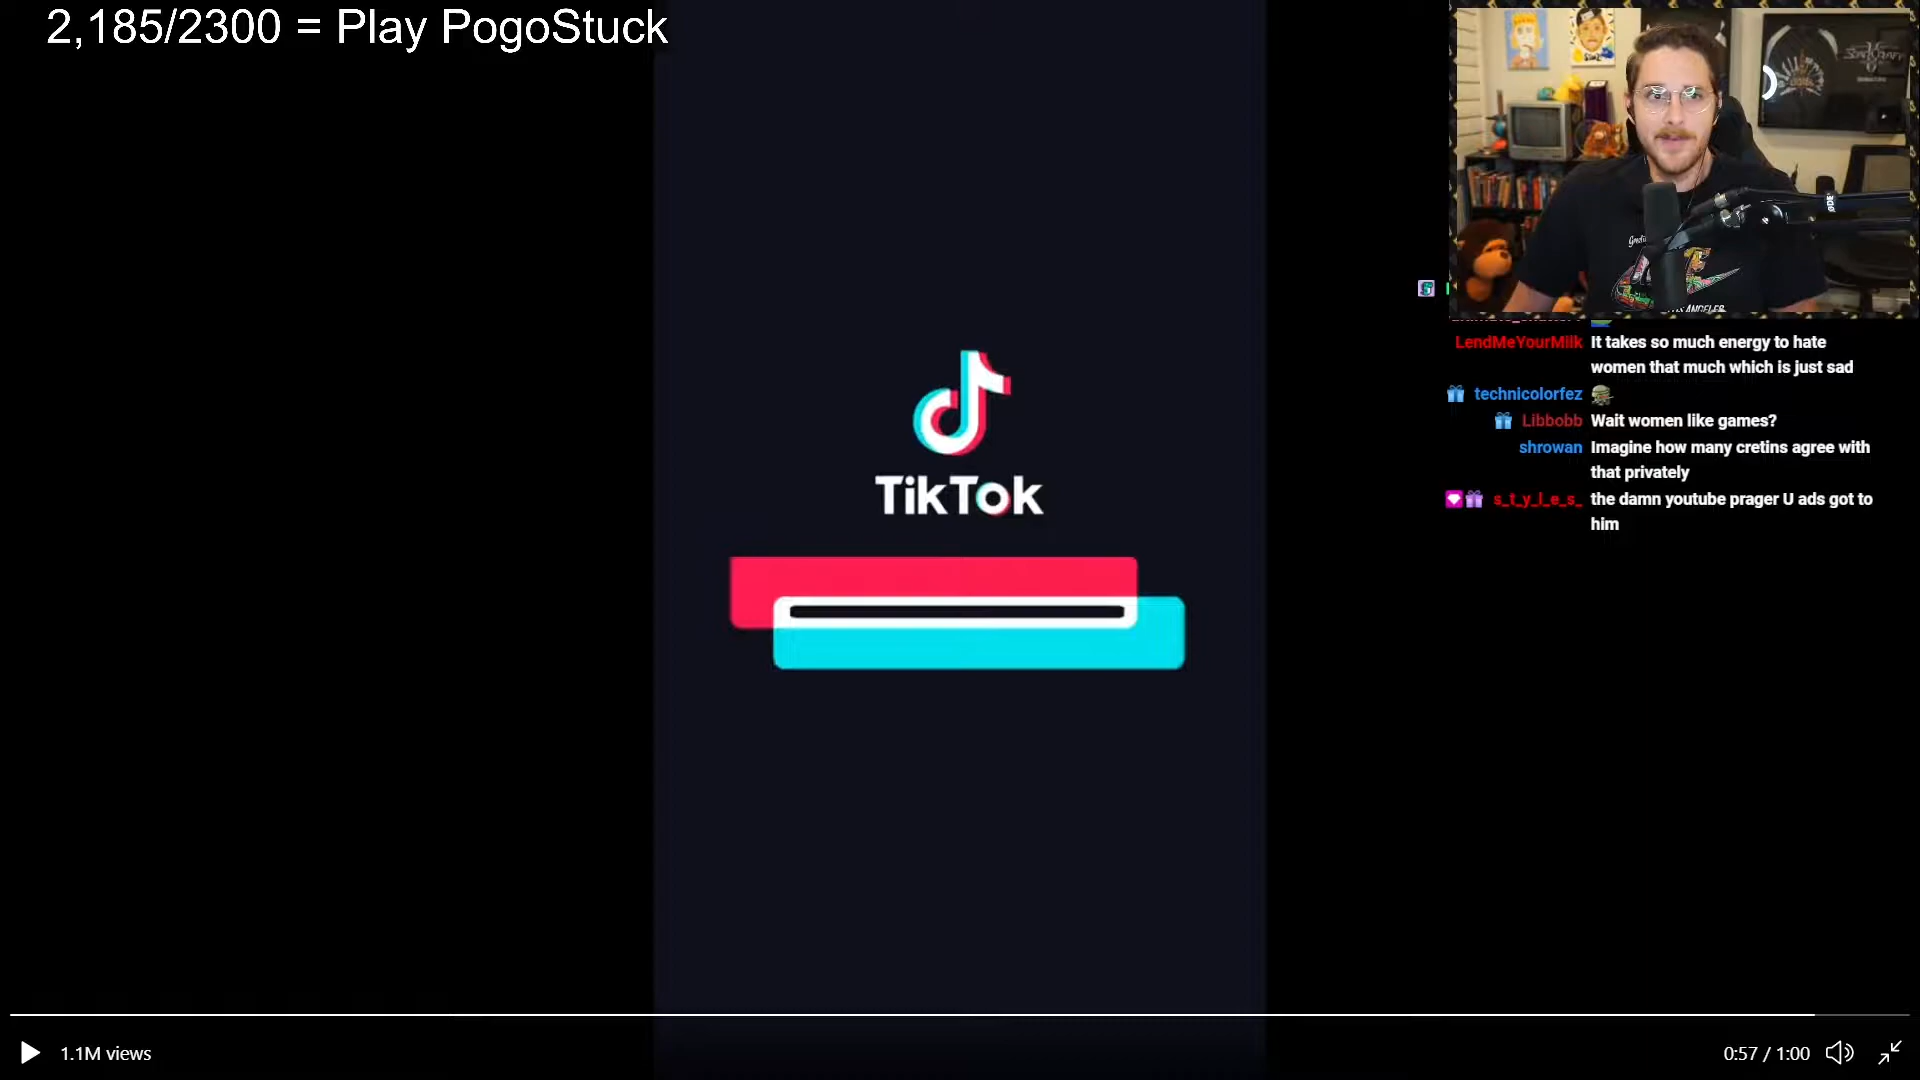 2,185/2300 = Play PogoStuck
LendMeYourMilk It takes so much energy to hate
women that much which is just sad
technicolorfez
Libbobb Wait women like games?
shrowan Imagine how many cretins agree with
that privately
s_t_y_l_e_s_ the damn youtube prager U ads got to
him
TikTok
1.1M views
0:57 / 1:00